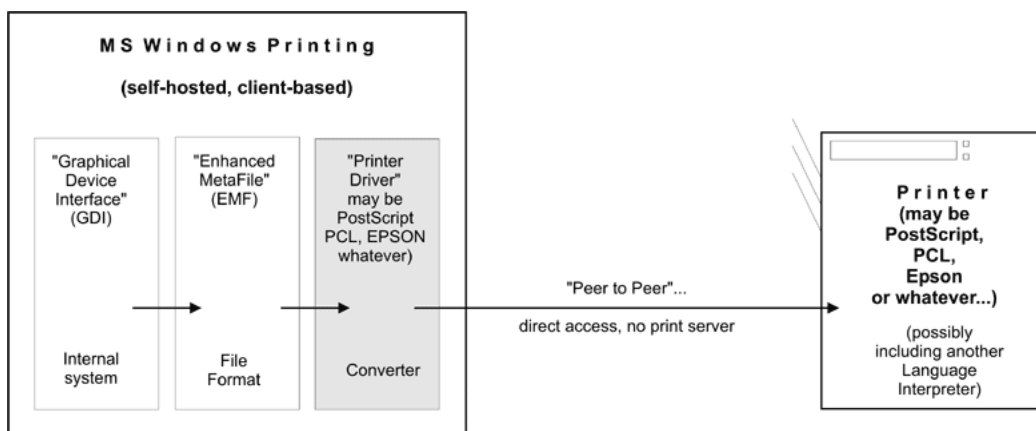 MS Windows Printing
(self-hosted, client-based)
"Graphical
Device
Interface"
(GDI)
Internal
system
"Enhanced
MetaFile"
(EMF)
File
Format
"Printer
Driver"
may be
PostScript
PCL, EPSON
whatever)
Converter
"Peer to Peer"...
direct access, no print server
Printer
(may be
PostScript,
PCL,
Epson
or whatever...)
(possibly
including another
Language
Interpreter)